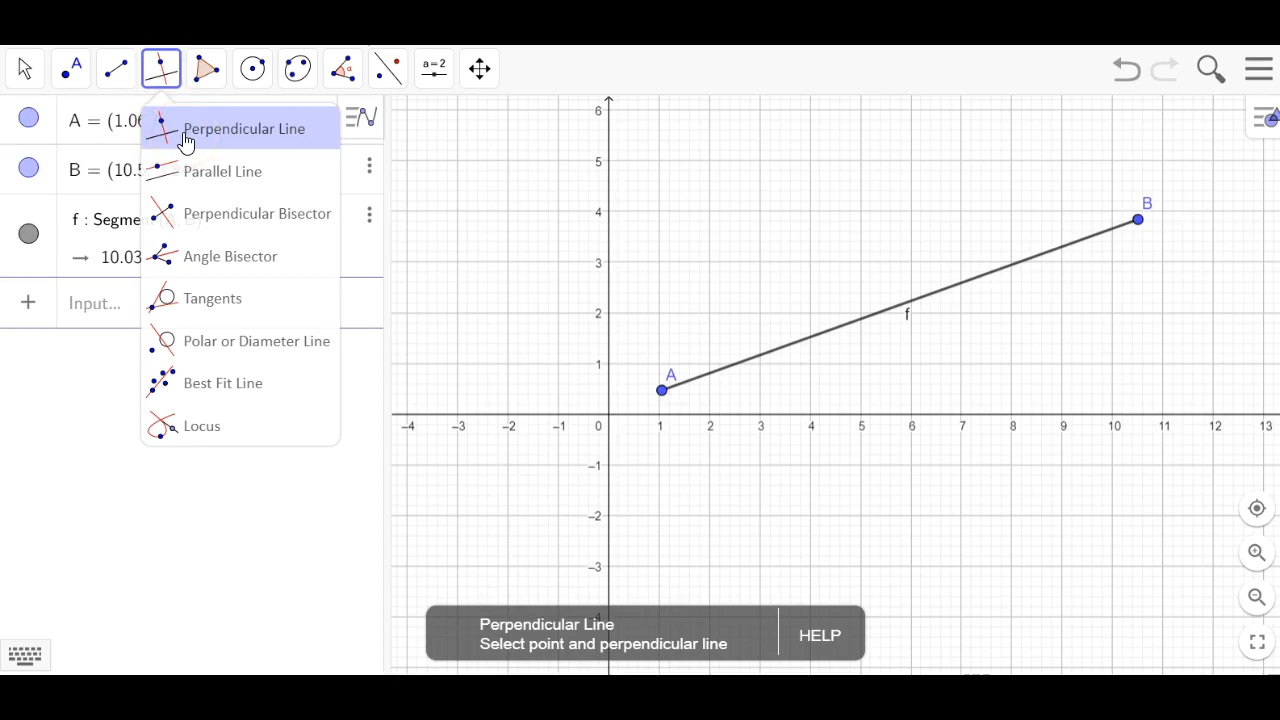 A
a=2
A = (1.06
Perpendicular Line
B = (10.5
Parallel Line
f : Segmen
Perpendicular Bisector
→ 10.03
Angle Bisector
+ Input...
Tangents
Polar or Diameter Line
Best Fit Line
Locus
6
5
4
3
2
1
-4 -3 -2 -1 0 1 2 3 4 5 6 7 8 9 10 11 12 13
-1
-2
-3
A
B
f
Perpendicular Line
Select point and perpendicular line
HELP